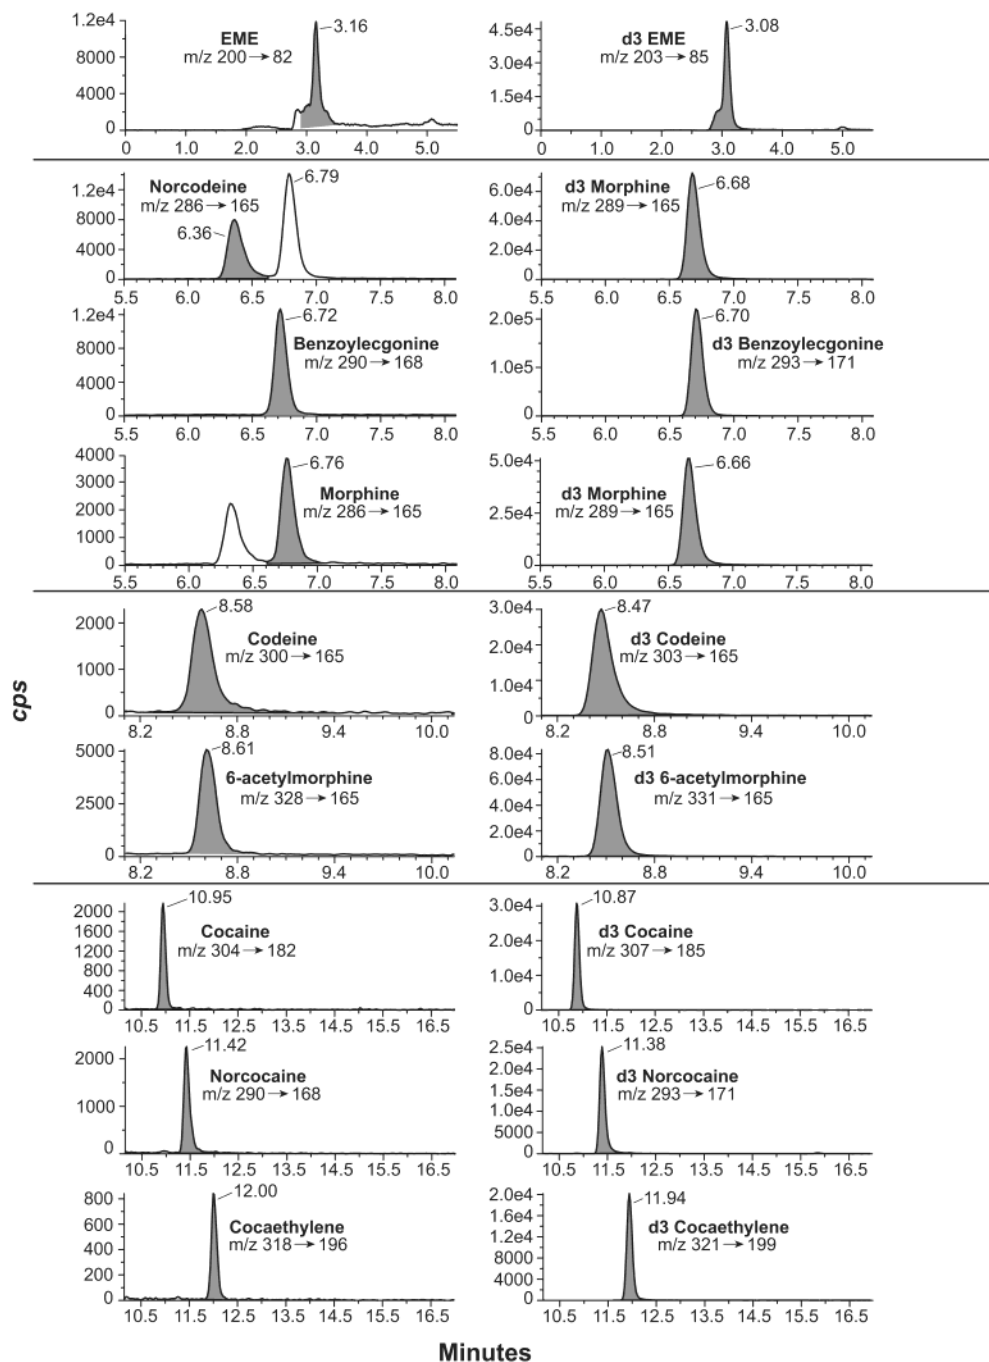 1.2e4
8000
4000
0
EME
m/z 200→82
3.16
0 1.0 2.0 3.0 4.0 5.0
4.5e4
3.0e4
1.5e4
0
d3 EME
m/z 203→85
3.08
0 1.0 2.0 3.0 4.0 5.0
1.2e4
8000
4000
0
Norcodeine
m/z 286→165
6.36
6.79
5.5 6.0 6.5 7.0 7.5 8.0
6.0e4
4.0e4
2.0e4
0
d3 Morphine
m/z 289→165
6.68
5.5 6.0 6.5 7.0 7.5 8.0
1.2e4
8000
4000
0
6.72
Benzoylecgonine
m/z 290→168
5.5 6.0 6.5 7.0 7.5 8.0
2.0e5
1.0e5
0
6.70
d3 Benzoylecgonine
m/z 293→171
5.5 6.0 6.5 7.0 7.5 8.0
4000
3000
2000
1000
0
6.76
Morphine
m/z 286→165
5.5 6.0 6.5 7.0 7.5 8.0
5.0e4
2.5e4
0
6.66
d3 Morphine
m/z 289→165
5.5 6.0 6.5 7.0 7.5 8.0
cps
2000
1000
0
8.58
Codeine
m/z 300→165
8.2 8.8 9.4 10.0
3.0e4
2.0e4
1.0e4
0
8.47
d3 Codeine
m/z 303→165
8.2 8.8 9.4 10.0
5000
2500
0
8.61
6-acetylmorphine
m/z 328→165
8.2 8.8 9.4 10.0
8.0e4
6.0e4
4.0e4
2.0e4
0
8.51
d3 6-acetylmorphine
m/z 331→165
8.2 8.8 9.4 10.0
2000
1600
1200
800
400
0
10.95
Cocaine
m/z 304→182
10.5 11.5 12.5 13.5 14.5 15.5 16.5
3.0e4
2.0e4
1.0e4
0
10.87
d3 Cocaine
m/z 307→185
10.5 11.5 12.5 13.5 14.5 15.5 16.5
2000
1000
0
11.42
Norcocaine
m/z 290→168
10.5 11.5 12.5 13.5 14.5 15.5 16.5
2.5e4
2.0e4
1.5e4
1.0e4
5000
0
11.38
d3 Norcocaine
m/z 293→171
10.5 11.5 12.5 13.5 14.5 15.5 16.5
800
600
400
200
0
12.00
Cocaethylene
m/z 318→196
10.5 11.5 12.5 13.5 14.5 15.5 16.5
2.0e4
1.6e4
1.2e4
8000
4000
0
11.94
d3 Cocaethylene
m/z 321→199
10.5 11.5 12.5 13.5 14.5 15.5 16.5
Minutes